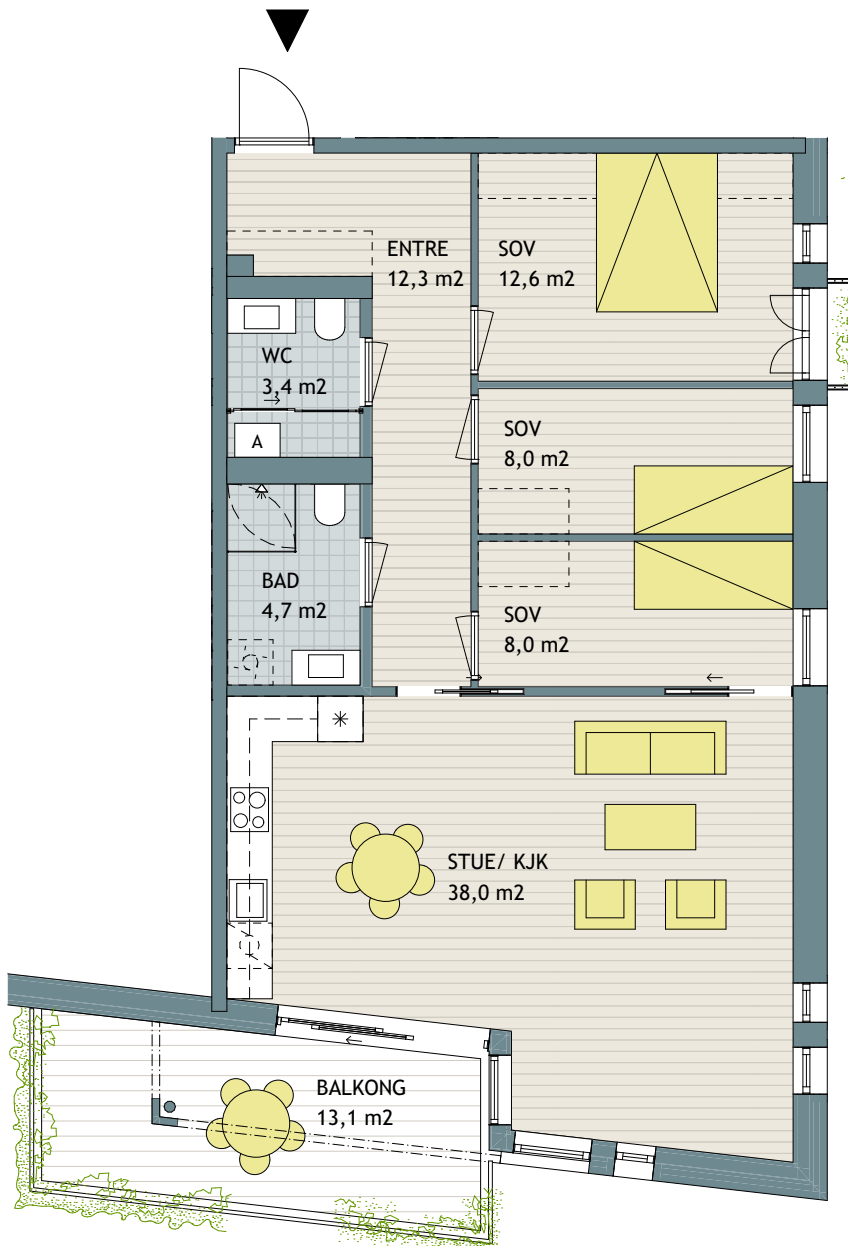 ENTRE
12,3 m2
SOV
12,6 m2
WC
3,4 m2
A
SOV
8,0 m2
BAD
4,7 m2
SOV
8,0 m2
STUE/ KJK
38,0 m2
BALKONG
13,1 m2